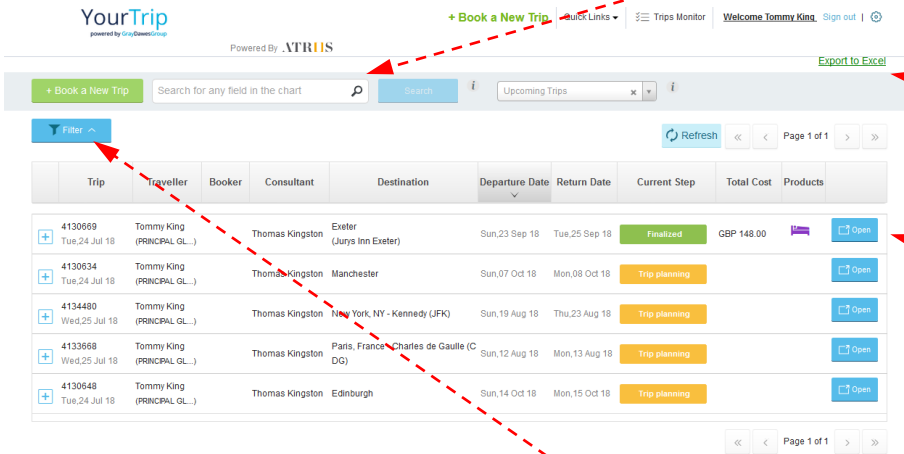 YourTrip
powered by GrayDawesGroup
Powered By ATRIIS
+ Book a New Trip Quick Links Trips Monitor Welcome Tommy King Sign out |
Export to Excel
+ Book a New Trip Search for any field in the chart Search i Upcoming Trips x i
Filter Refresh « < Page 1 of 1 > »
Trip Traveller Booker Consultant Destination Departure Date Return Date Current Step Total Cost Products
4130669 Tommy King Thomas Kingston Exeter Sun,23 Sep 18 Tue,25 Sep 18 Finalized GBP 148.00 Open
Tue,24 Jul 18 (PRINCIPAL GL...) (Jurys Inn Exeter)
4130634 Tommy King Thomas Kingston Manchester Sun,07 Oct 18 Mon,08 Oct 18 Trip planning Open
Tue,24 Jul 18 (PRINCIPAL GL...)
4134480 Tommy King Thomas Kingston New York, NY - Kennedy (JFK) Sun,19 Aug 18 Thu,23 Aug 18 Trip planning Open
Wed,25 Jul 18 (PRINCIPAL GL...)
4133668 Tommy King Thomas Kingston Paris, France - Charles de Gaulle (C Sun,12 Aug 18 Mon,13 Aug 18 Trip planning Open
Wed,25 Jul 18 (PRINCIPAL GL...) DG)
4130648 Tommy King Thomas Kingston Edinburgh Sun,14 Oct 18 Mon,15 Oct 18 Trip planning Open
Tue,24 Jul 18 (PRINCIPAL GL...)
« < Page 1 of 1 > »